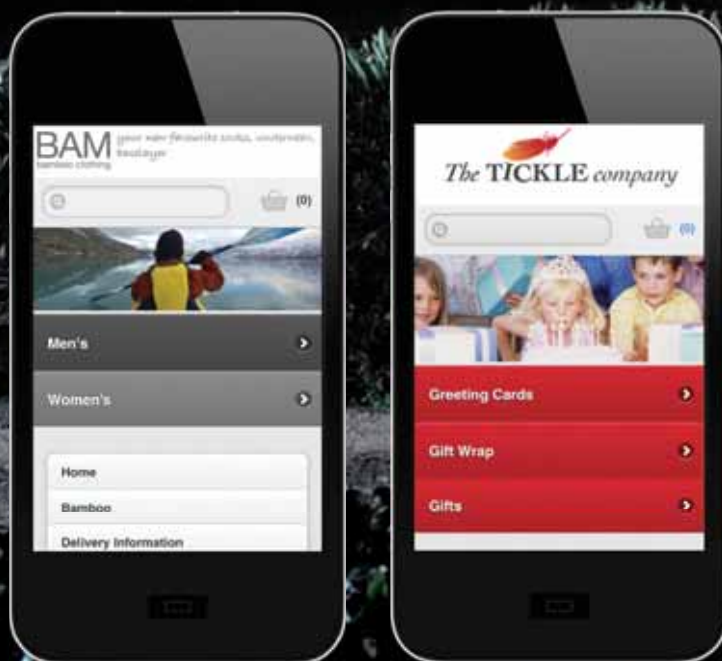 BAM your new favourite socks, underwear,
baselayer
bamboo clothing
(0)
Men's
Women's
Home
Bamboo
Delivery Information
The TICKLE company
(0)
Greeting Cards
Gift Wrap
Gifts